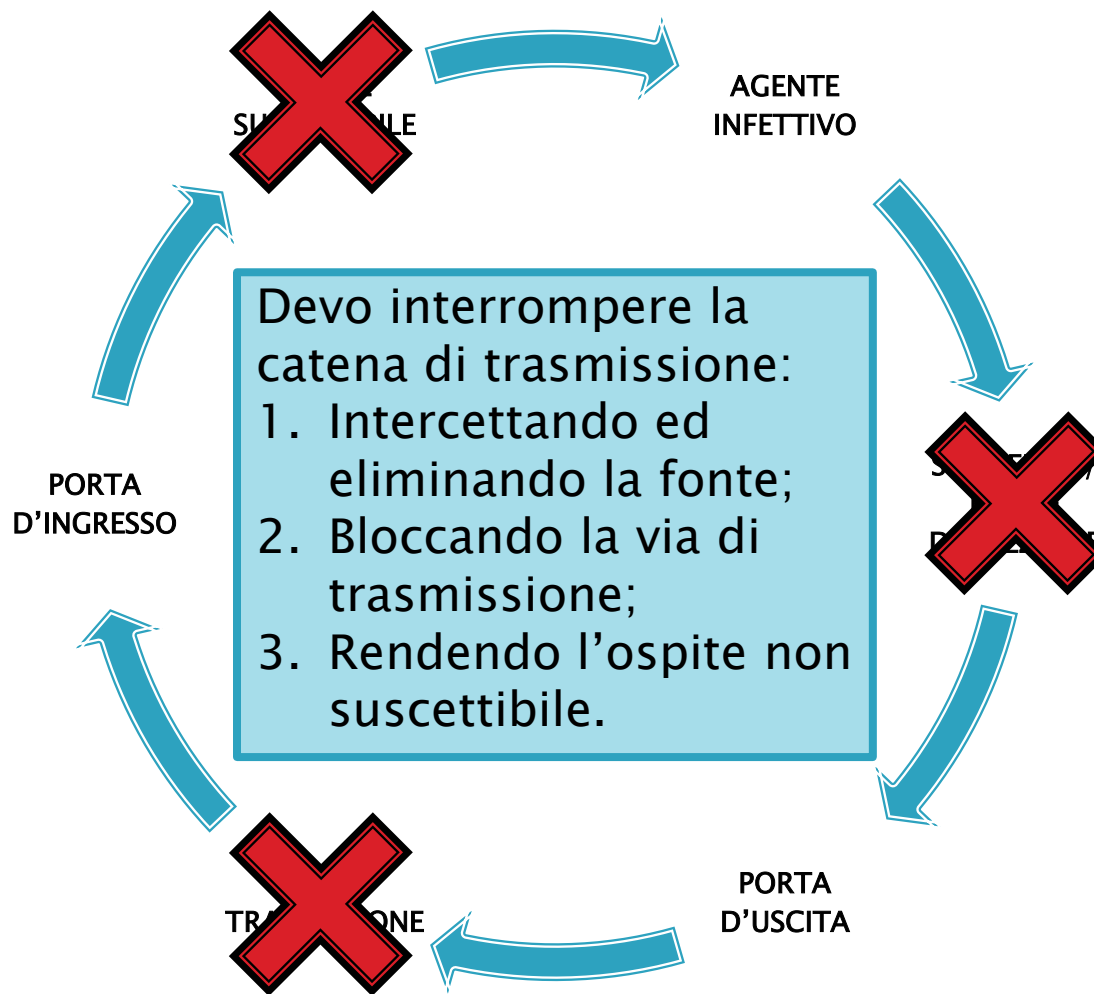 AGENTE
INFETTIVO
Devo interrompere la
catena di trasmissione:
1. Intercettando ed
eliminando la fonte;
2. Bloccando la via di
trasmissione;
3. Rendendo l’ospite non
suscettibile.
PORTA
D’INGRESSO
PORTA
D’USCITA